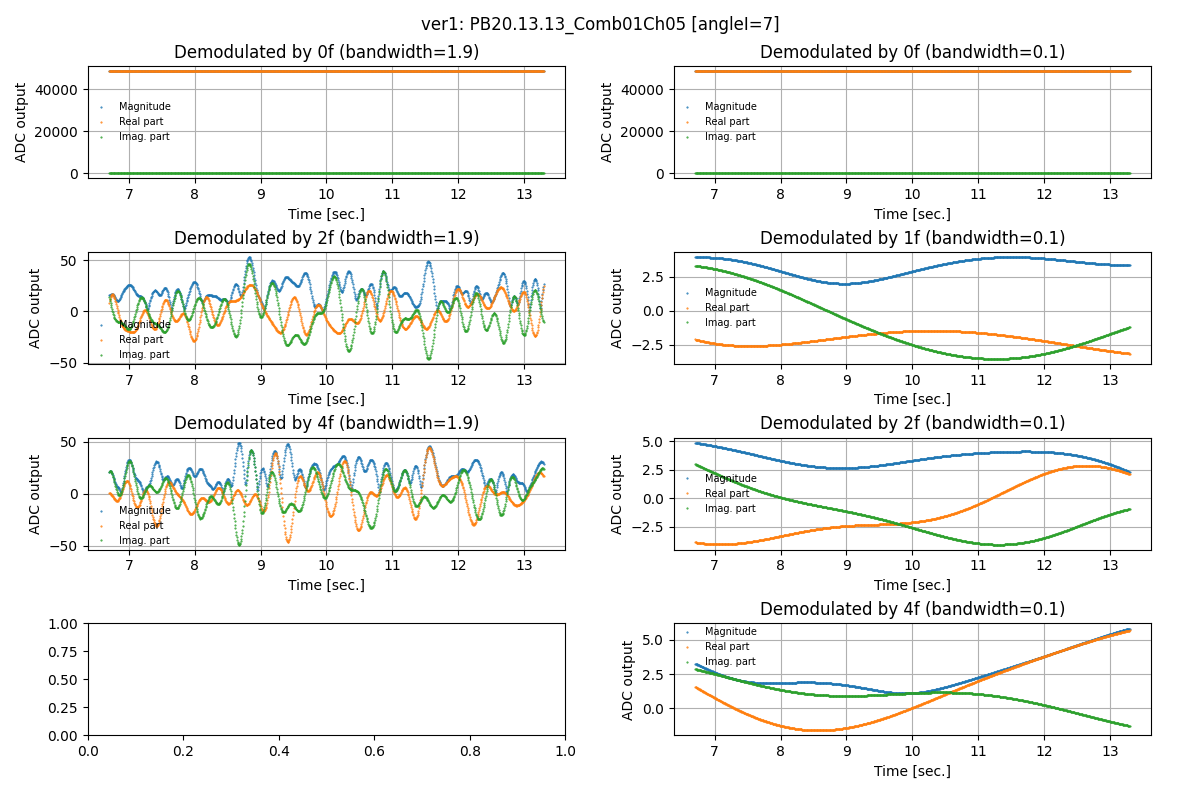 ver1: PB20.13.13_Comb01Ch05 [angleI=7]
Demodulated by 0f (bandwidth=1.9)
ADC output
40000
20000
0
Magnitude
Real part
Imag. part
7 8 9 10 11 12 13
Time [sec.]
Demodulated by 0f (bandwidth=0.1)
ADC output
40000
20000
0
Magnitude
Real part
Imag. part
7 8 9 10 11 12 13
Time [sec.]
Demodulated by 2f (bandwidth=1.9)
ADC output
50
0
−50
Magnitude
Real part
Imag. part
7 8 9 10 11 12 13
Time [sec.]
Demodulated by 1f (bandwidth=0.1)
ADC output
2.5
0.0
−2.5
Magnitude
Real part
Imag. part
7 8 9 10 11 12 13
Time [sec.]
Demodulated by 4f (bandwidth=1.9)
ADC output
50
0
−50
Magnitude
Real part
Imag. part
7 8 9 10 11 12 13
Time [sec.]
Demodulated by 2f (bandwidth=0.1)
ADC output
5.0
2.5
0.0
−2.5
Magnitude
Real part
Imag. part
7 8 9 10 11 12 13
Time [sec.]
1.00
0.75
0.50
0.25
0.00
0.0 0.2 0.4 0.6 0.8 1.0
Demodulated by 4f (bandwidth=0.1)
ADC output
5.0
2.5
0.0
Magnitude
Real part
Imag. part
7 8 9 10 11 12 13
Time [sec.]